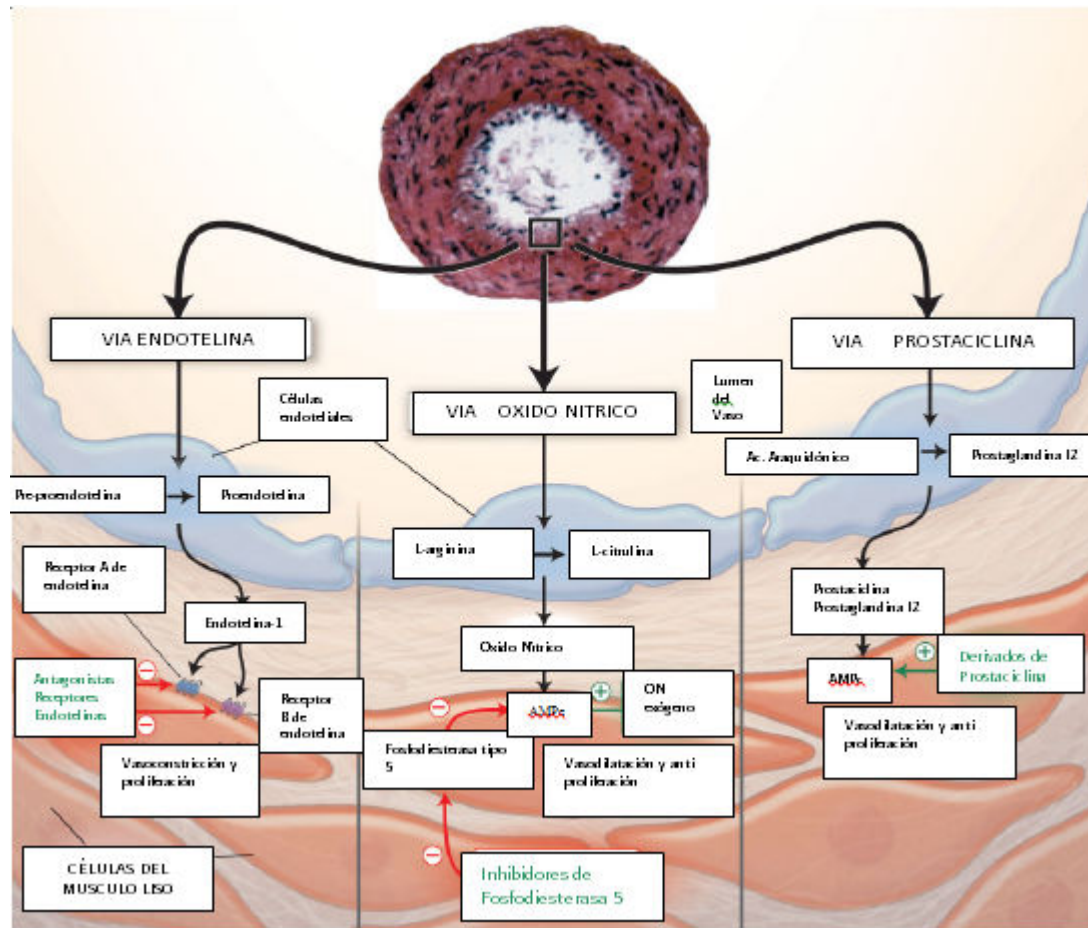 VIA ENDOTELINA
VIA OXIDO NITRICO
VIA PROSTACICLINA
Células
endoteliales
Lumen
del
Vaso
Pre-proendotelina
Proendotelina
L-arginina
L-citrulina
Ac. Araquidónico
Prostaglandina I2
Receptor A de
endotelina
Endotelina-1
Antagonistas
Receptores
Endotelinas
Receptor
B de
endotelina
Vasoconstricción y
proliferación
CÉLULAS DEL
MUSCULO LISO
Oxido Nitrico
AMPc
ON
exógeno
Fosfodiesterasa tipo
5
Vasodilatación y anti
proliferación
Inhibidores de
Fosfodiesterasa 5
Prostaciclina
Prostaglandina I2
AMPc
Derivados de
Prostaciclina
Vasodilatación y anti
proliferación